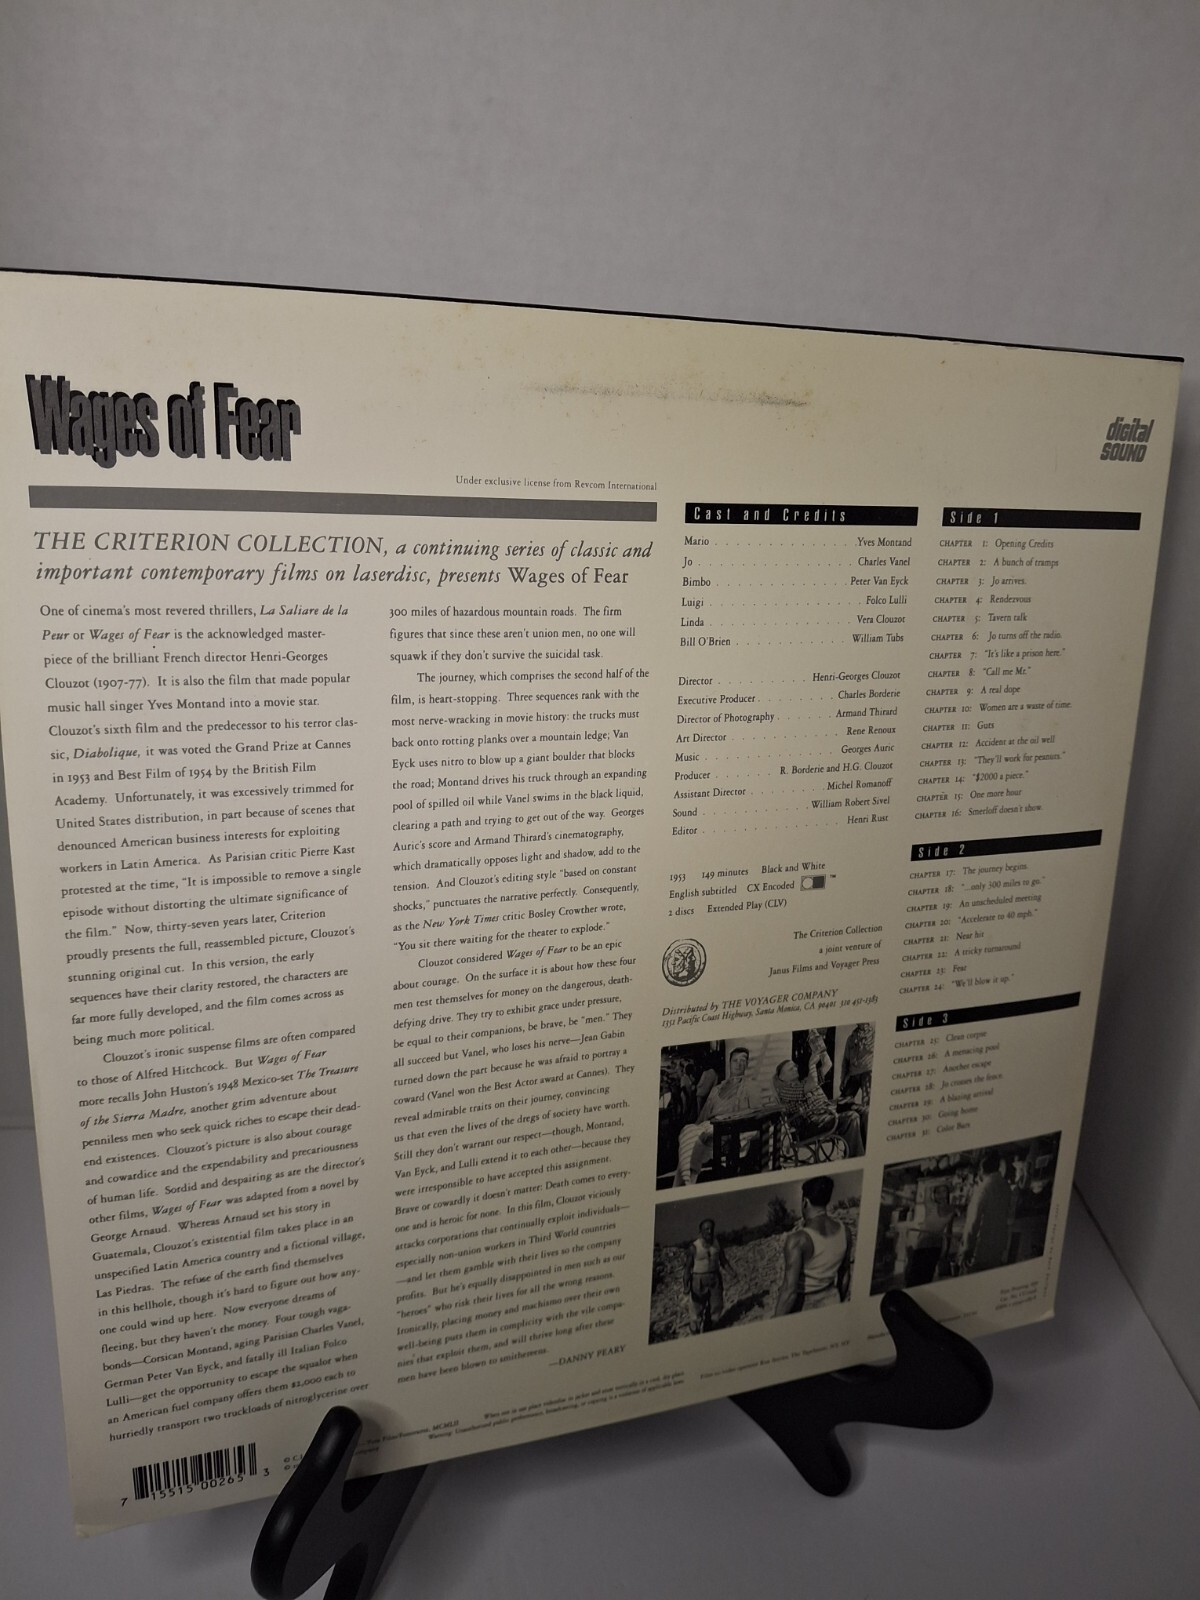 Wages of Fear
digital
SOUND
Under exclusive license from Revcom International
THE CRITERION COLLECTION, a continuing series of classic and
important contemporary films on laserdisc, presents Wages of Fear
One of cinema's most revered thrillers, La Saliare de la
Peur or Wages of Fear is the acknowledged master-
piece of the brilliant French director Henri-Georges
Clouzot (1907-77). It is also the film that made popular
music hall singer Yves Montand into a movie star.
Clouzot's sixth film and the predecessor to his terror clas-
sic, Diabolique, it was voted the Grand Prize at Cannes
in 1953 and Best Film of 1954 by the British Film
Academy. Unfortunately, it was excessively trimmed for
United States distribution, in part because of scenes that
denounced American business interests for exploiting
workers in Latin America. As Parisian critic Pierre Kast
protested at the time, "It is impossible to remove a single
episode without distorting the ultimate significance of
the film." Now, thirty-seven years later, Criterion
proudly presents the full, reassembled picture, Clouzot's
stunning original cut. In this version, the early
sequences have their clarity restored, the characters are
far more fully developed, and the film comes across as
being much more political.
Clouzot's ironic suspense films are often compared
to those of Alfred Hitchcock. But Wages of Fear
more recalls John Huston's 1948 Mexico-set The Treasure
of the Sierra Madre, another grim adventure about
penniless men who seek quick riches to escape their dead-
end existences. Clouzot's picture is also about courage
and cowardice and the expendability and precariousness
of human life. Sordid and despairing as are the director's
other films, Wages of Fear was adapted from a novel by
George Arnaud. Whereas Arnaud set his story in
Guatemala, Clouzot's existential film takes place in an
unspecified Latin America country and a fictional village,
Las Piedras. The refuse of the earth find themselves
in this hellhole, though it's hard to figure out how any-
one could wind up here. Now everyone dreams of
fleeing, but they haven't the money. Four tough vaga-
bonds—Corsican Montand, aging Parisian Charles Vanel,
German Peter Van Eyck, and fatally ill Italian Folco
Lulli—get the opportunity to escape the squalor when
an American fuel company offers them $2,000 each to
hurriedly transport two truckloads of nitroglycerine over
300 miles of hazardous mountain roads. The firm
figures that since these aren't union men, no one will
squawk if they don't survive the suicidal task.
The journey, which comprises the second half of the
film, is heart-stopping. Three sequences rank with the
most nerve-wracking in movie history: the trucks must
back onto rotting planks over a mountain ledge; Van
Eyck uses nitro to blow up a giant boulder that blocks
the road; Montand drives his truck through an expanding
pool of spilled oil while Vanel swims in the black liquid,
clearing a path and trying to get out of the way. Georges
Auric's score and Armand Thirard's cinematography,
which dramatically opposes light and shadow, add to the
tension. And Clouzot's editing style "based on constant
shocks," punctuates the narrative perfectly. Consequently,
as the New York Times critic Bosley Crowther wrote,
"You sit there waiting for the theater to explode."
Clouzot considered Wages of Fear to be an epic
about courage. On the surface it is about how these four
men test themselves for money on the dangerous, death-
defying drive. They try to exhibit grace under pressure,
be equal to their companions, be brave, be "men." They
all succeed but Vanel, who loses his nerve—Jean Gabin
turned down the part because he was afraid to portray a
coward (Vanel won the Best Actor award at Cannes). They
reveal admirable traits on their journey, convincing
us that even the lives of the dregs of society have worth.
Still they don't warrant our respect—though, Montand,
Van Eyck, and Lulli extend it to each other—because they
were irresponsible to have accepted this assignment.
Brave or cowardly it doesn't matter: Death comes to every-
one and is heroic for none. In this film, Clouzot viciously
attacks corporations that continually exploit individuals—
especially non-union workers in Third World countries
—and let them gamble with their lives so the company
profits. But he's equally disappointed in men such as our
"heroes" who risk their lives for all the wrong reasons.
Ironically, placing money and machismo over their own
well-being puts them in complicity with the vile compa-
nies that exploit them, and will thrive long after these
men have been blown to smithereens.
—DANNY PEARY
Cast and Credits
Mario . . . Yves Montand
Jo . . . Charles Vanel
Bimbo . . . Peter Van Eyck
Luigi . . . Folco Lulli
Linda . . . Vera Clouzot
Bill O'Brien . . . William Tubs
Director . . . Henri-Georges Clouzot
Executive Producer . . . Charles Borderie
Director of Photography . . . Armand Thirard
Art Director . . . Rene Renoux
Music . . . Georges Auric
Producer . . . R. Borderie and H.G. Clouzot
Assistant Director . . . Michel Romanoff
Sound . . . William Robert Sivel
Editor . . . Henri Rust
1953 149 minutes Black and White
English subtitled CX Encoded ™
2 discs Extended Play (CLV)
The Criterion Collection
a joint venture of
Janus Films and Voyager Press
Distributed by THE VOYAGER COMPANY
1351 Pacific Coast Highway, Santa Monica, CA 90401 310 451-1383
Side 1
CHAPTER 1: Opening Credits
CHAPTER 2: A bunch of tramps
CHAPTER 3: Jo arrives.
CHAPTER 4: Rendezvous
CHAPTER 5: Tavern talk
CHAPTER 6: Jo turns off the radio.
CHAPTER 7: "It's like a prison here."
CHAPTER 8: "Call me Mr."
CHAPTER 9: A real dope
CHAPTER 10: Women are a waste of time.
CHAPTER 11: Guts
CHAPTER 12: Accident at the oil well
CHAPTER 13: "They'll work for peanuts."
CHAPTER 14: "$2000 a piece."
CHAPTER 15: One more hour
CHAPTER 16: Smerloff doesn't show.
Side 2
CHAPTER 17: The journey begins.
CHAPTER 18: "...only 300 miles to go."
CHAPTER 19: An unscheduled meeting
CHAPTER 20: "Accelerate to 40 mph."
CHAPTER 21: Near hit
CHAPTER 22: A tricky turnaround
CHAPTER 23: Fear
CHAPTER 24: "We'll blow it up."
Side 3
CHAPTER 25: Clean corpse
CHAPTER 26: A menacing pool
CHAPTER 27: Another escape
CHAPTER 28: Jo crosses the fence
CHAPTER 29: A blazing arrival
CHAPTER 30: Going home
CHAPTER 31: Color Bars
7 15515 00265 3